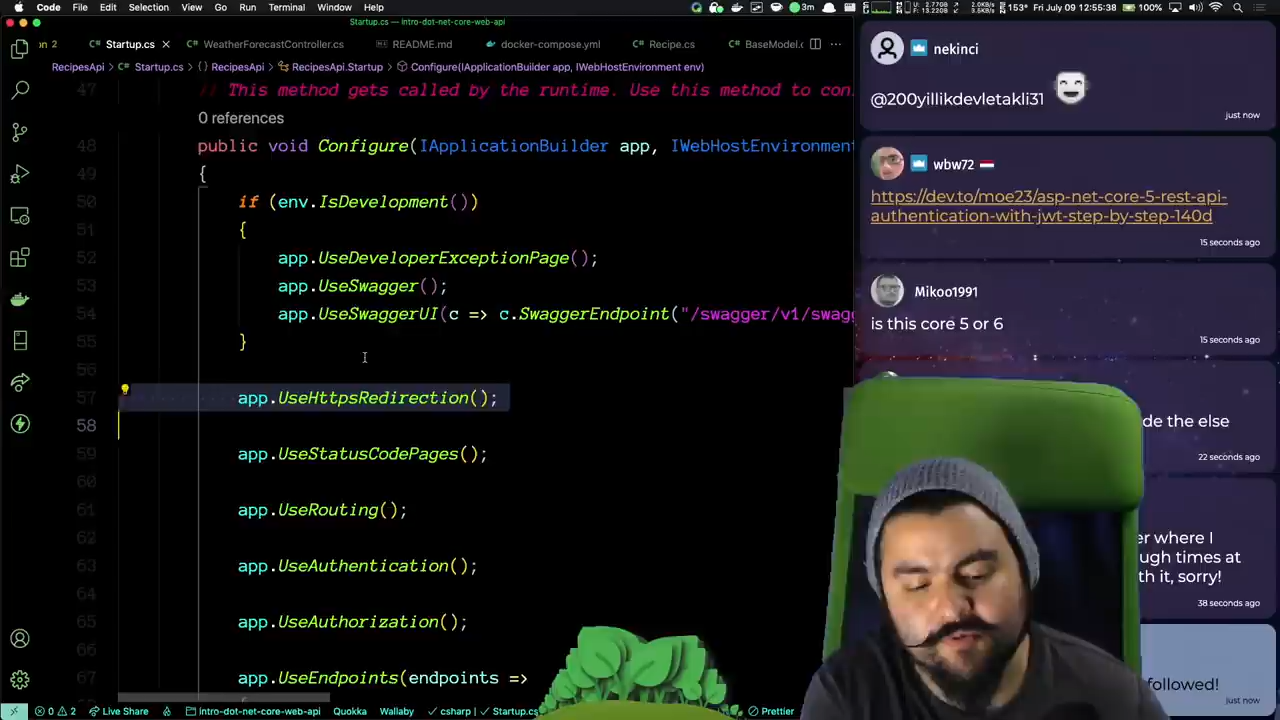 Code File Edit Selection View Go Run Terminal Window Help
3m
153° Fri July 09 12:55:38 100%
Startup.cs — intro-dot-net-core-web-api
on 2 Startup.cs WeatherForecastController.cs README.md docker-compose.yml Recipe.cs BaseModel.c
RecipesApi > Startup.cs > {} RecipesApi > RecipesApi.Startup > Configure(IApplicationBuilder app, IWebHostEnvironment env)
47 // This method gets called by the runtime. Use this method to con
0 references
48 public void Configure(IApplicationBuilder app, IWebHostEnvironment
49 {
50 if (env.IsDevelopment())
51 {
52 app.UseDeveloperExceptionPage();
53 app.UseSwagger();
54 app.UseSwaggerUI(c => c.SwaggerEndpoint("/swagger/v1/swagg
55 }
56
57 app.UseHttpsRedirection();
58
59 app.UseStatusCodePages();
60
61 app.UseRouting();
62
63 app.UseAuthentication();
64
65 app.UseAuthorization();
66
67 app.UseEndpoints(endpoints =>
{
0 2 Live Share intro-dot-net-core-web-api Quokka Wallaby csharp | Startup.cs Prettier
nekinci
@200yillikdevletakli31
just now
wbw72
https://dev.to/moe23/asp-net-core-5-rest-api-
authentication-with-jwt-step-by-step-140d
15 seconds ago
Mikoo1991
is this core 5 or 6
15 seconds ago
de the else
22 seconds ago
er where I
ugh times at
th it, sorry!
38 seconds ago
followed!
just now